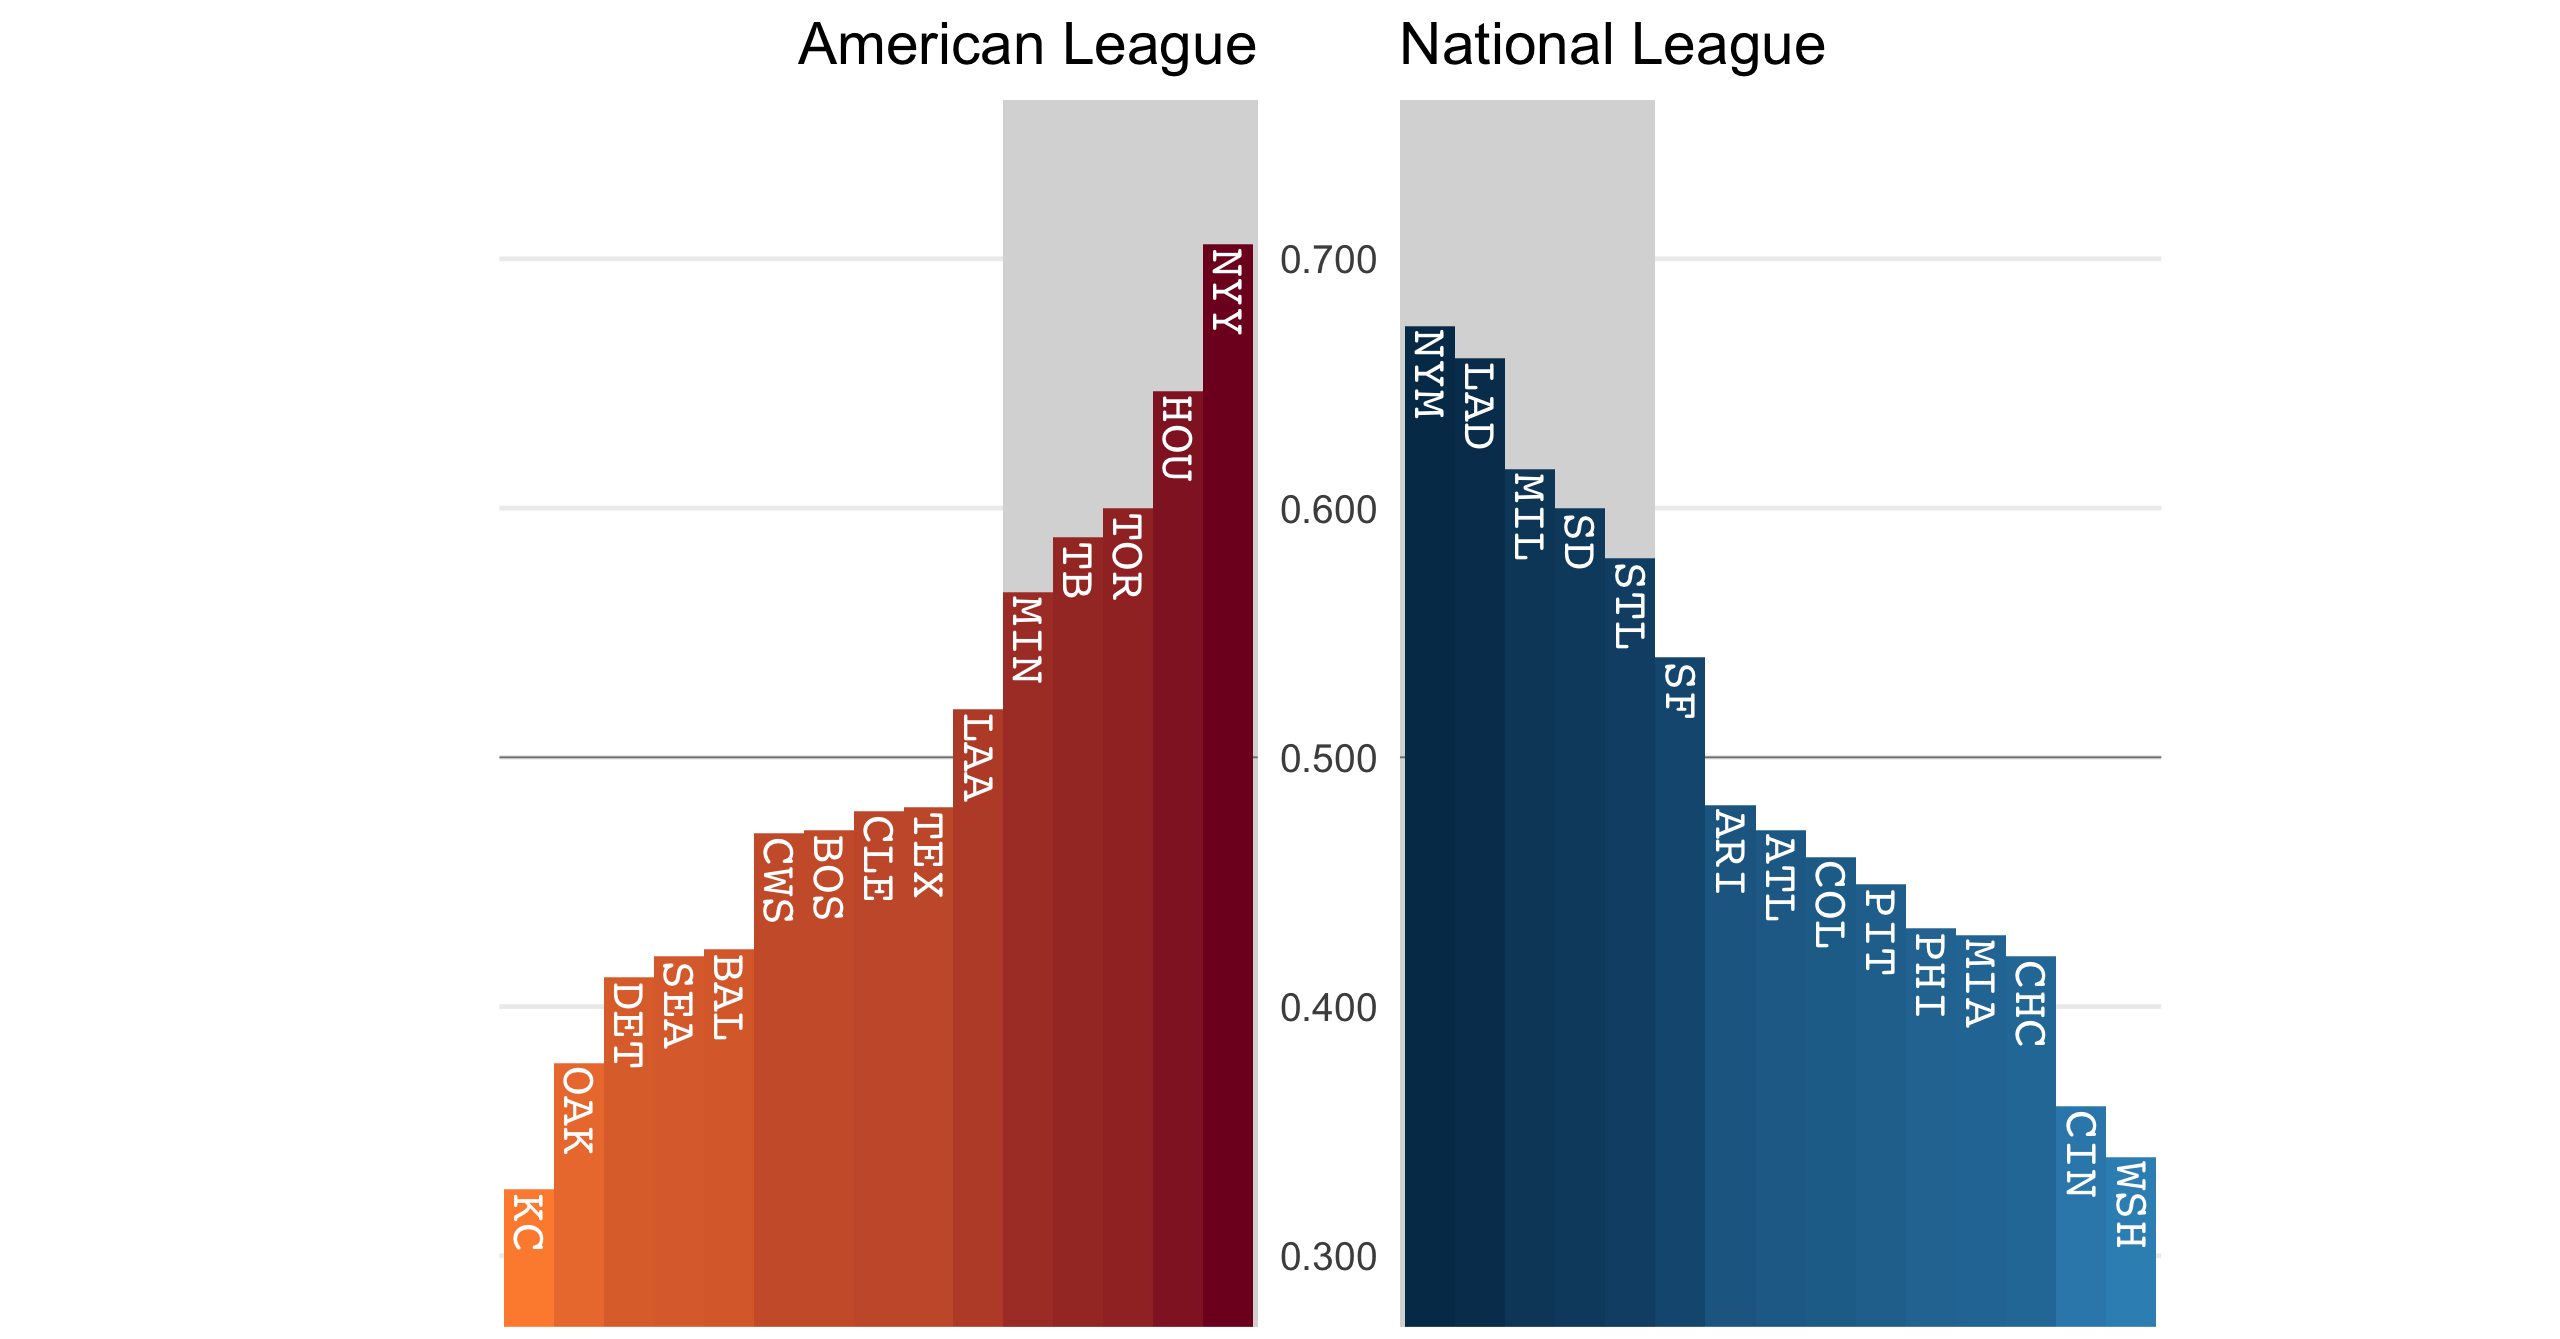 American League
National League
0.700
0.600
0.500
0.400
0.300
KC
OAK
DET
SEA
BAL
CWS
BOS
CLE
TEX
LAA
MIN
TB
TOR
HOU
NYY
NYM
LAD
MIL
SD
STL
SF
ARI
ATL
COL
PIT
PHI
MIA
CHC
CIN
WSH